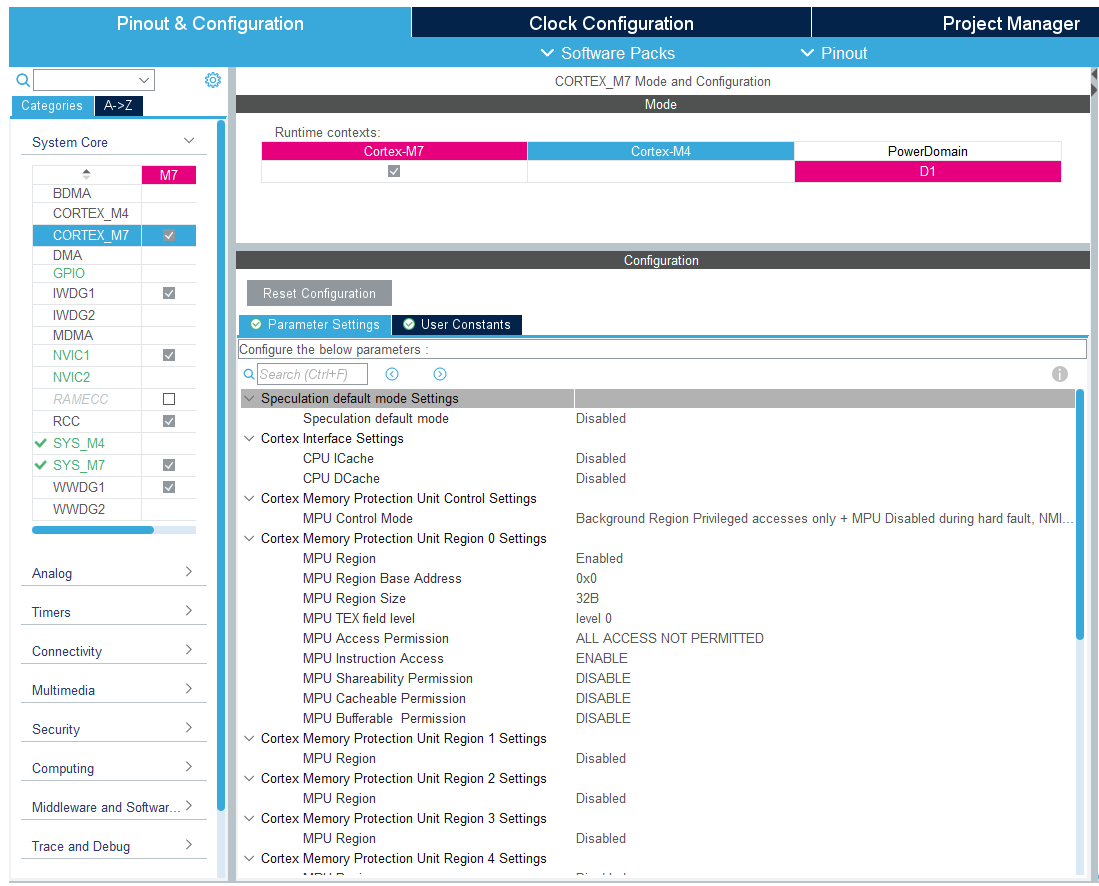 Pinout & Configuration
Clock Configuration
Project Manager
Software Packs
Pinout
Categories
A->Z
System Core
M7
BDMA
CORTEX_M4
CORTEX_M7
DMA
GPIO
IWDG1
IWDG2
MDMA
NVIC1
NVIC2
RAMECC
RCC
SYS_M4
SYS_M7
WWDG1
WWDG2
Analog
Timers
Connectivity
Multimedia
Security
Computing
Middleware and Softwar...
Trace and Debug
CORTEX_M7 Mode and Configuration
Mode
Runtime contexts:
Cortex-M7 Cortex-M4 PowerDomain
D1
Configuration
Reset Configuration
Parameter Settings
User Constants
Configure the below parameters :
Search (Ctrl+F)
Speculation default mode Settings
Speculation default mode Disabled
Cortex Interface Settings
CPU ICache Disabled
CPU DCache Disabled
Cortex Memory Protection Unit Control Settings
MPU Control Mode Background Region Privileged accesses only + MPU Disabled during hard fault, NMI...
Cortex Memory Protection Unit Region 0 Settings
MPU Region Enabled
MPU Region Base Address 0x0
MPU Region Size 32B
MPU TEX field level level 0
MPU Access Permission ALL ACCESS NOT PERMITTED
MPU Instruction Access ENABLE
MPU Shareability Permission DISABLE
MPU Cacheable Permission DISABLE
MPU Bufferable  Permission DISABLE
Cortex Memory Protection Unit Region 1 Settings
MPU Region Disabled
Cortex Memory Protection Unit Region 2 Settings
MPU Region Disabled
Cortex Memory Protection Unit Region 3 Settings
MPU Region Disabled
Cortex Memory Protection Unit Region 4 Settings